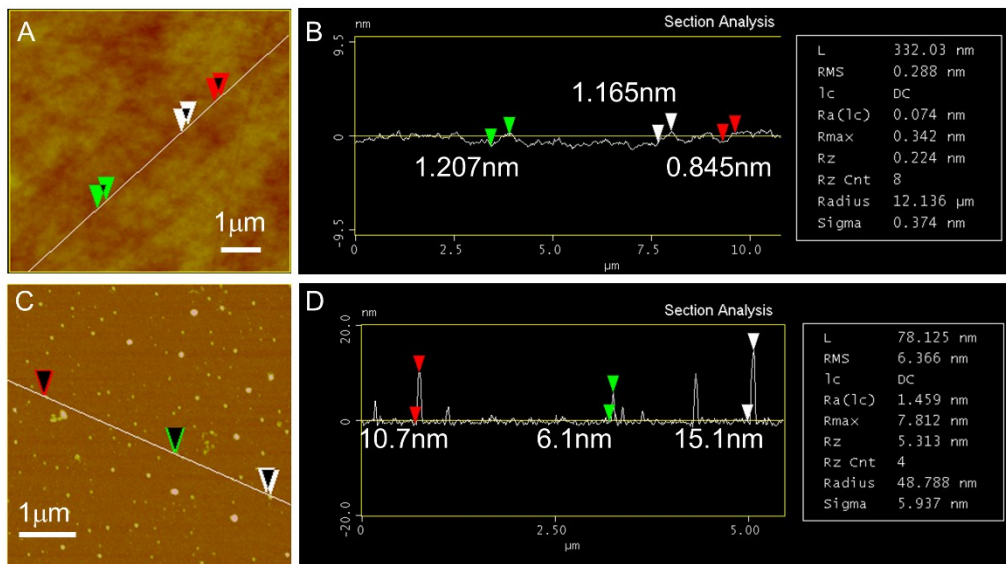 A
1μm
B
nm
Section Analysis
9.5
0
-9.5
1.165nm
1.207nm
0.845nm
0 2.5 5.0 7.5 10.0
μm
L 332.03 nm
RMS 0.288 nm
lc DC
Ra(lc) 0.074 nm
Rmax 0.342 nm
Rz 0.224 nm
Rz Cnt 8
Radius 12.136 μm
Sigma 0.374 nm
C
1μm
D
nm
Section Analysis
20.0
0
-20.0
10.7nm 6.1nm 15.1nm
0 2.50 5.00
μm
L 78.125 nm
RMS 6.366 nm
lc DC
Ra(lc) 1.459 nm
Rmax 7.812 nm
Rz 5.313 nm
Rz Cnt 4
Radius 48.788 nm
Sigma 5.937 nm